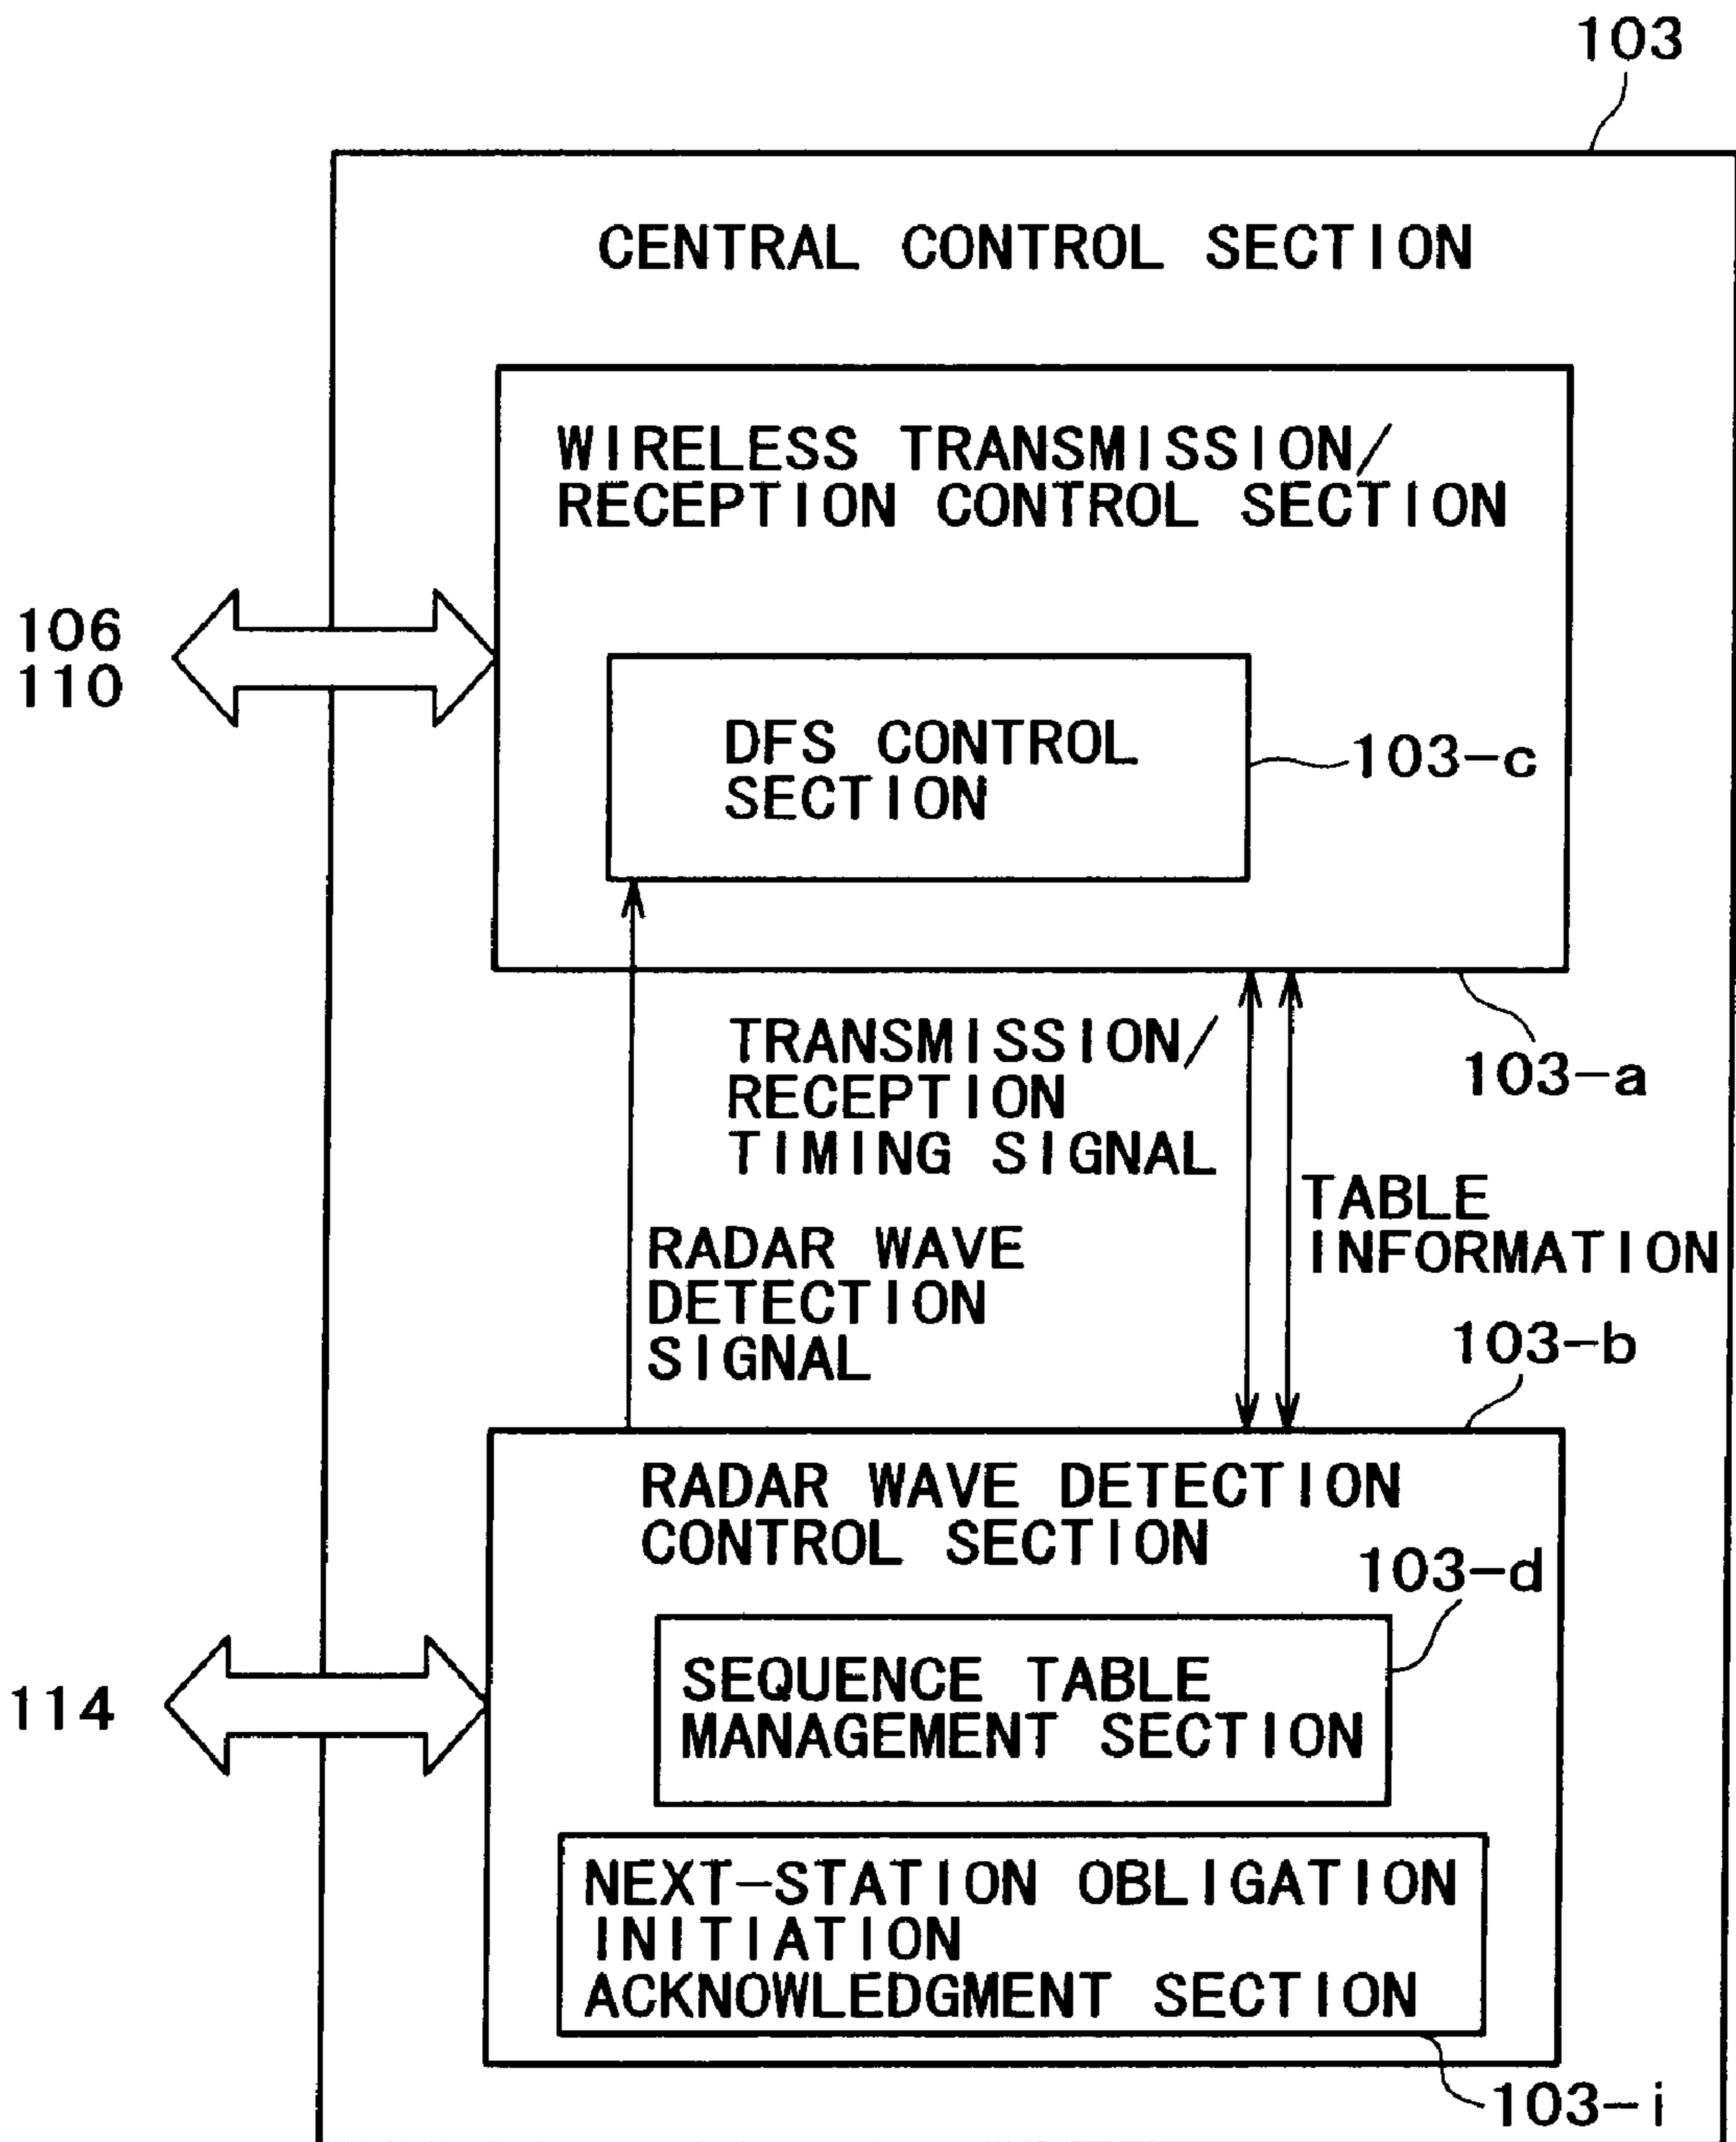 103
CENTRAL CONTROL SECTION
WIRELESS TRANSMISSION/
RECEPTION CONTROL SECTION
106
110
DFS CONTROL
SECTION
103-c
TRANSMISSION/
RECEPTION
TIMING SIGNAL
103-a
TABLE
INFORMATION
RADAR WAVE
DETECTION
SIGNAL
103-b
RADAR WAVE DETECTION
CONTROL SECTION
103-d
SEQUENCE TABLE
MANAGEMENT SECTION
114
NEXT-STATION OBLIGATION
INITIATION
ACKNOWLEDGMENT SECTION
103-i